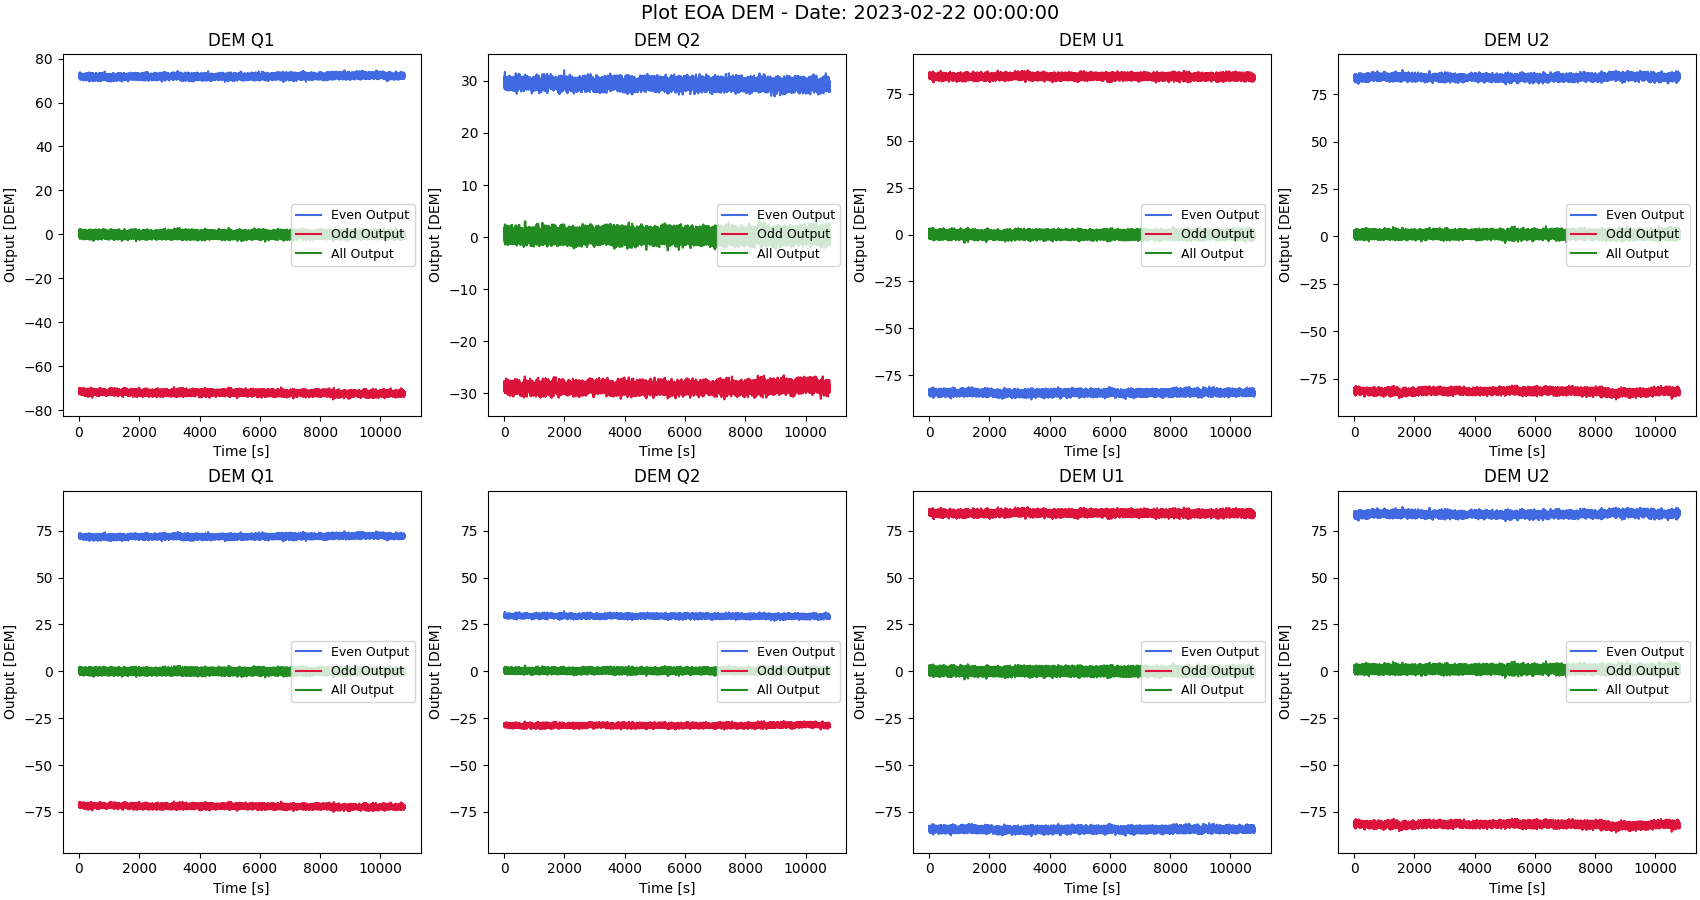 Plot EOA DEM - Date: 2023-02-22 00:00:00
DEM Q1
DEM Q2
DEM U1
DEM U2
Output [DEM]
80
60
40
20
0
−20
−40
−60
−80
Even Output
Odd Output
All Output
0 2000 4000 6000 8000 10000
Time [s]
Output [DEM]
30
20
10
0
−10
−20
−30
Even Output
Odd Output
All Output
0 2000 4000 6000 8000 10000
Time [s]
Output [DEM]
75
50
25
0
−25
−50
−75
Even Output
Odd Output
All Output
0 2000 4000 6000 8000 10000
Time [s]
Output [DEM]
75
50
25
0
−25
−50
−75
Even Output
Odd Output
All Output
0 2000 4000 6000 8000 10000
Time [s]
DEM Q1
DEM Q2
DEM U1
DEM U2
Output [DEM]
75
50
25
0
−25
−50
−75
Even Output
Odd Output
All Output
0 2000 4000 6000 8000 10000
Time [s]
Output [DEM]
75
50
25
0
−25
−50
−75
Even Output
Odd Output
All Output
0 2000 4000 6000 8000 10000
Time [s]
Output [DEM]
75
50
25
0
−25
−50
−75
Even Output
Odd Output
All Output
0 2000 4000 6000 8000 10000
Time [s]
Output [DEM]
75
50
25
0
−25
−50
−75
Even Output
Odd Output
All Output
0 2000 4000 6000 8000 10000
Time [s]